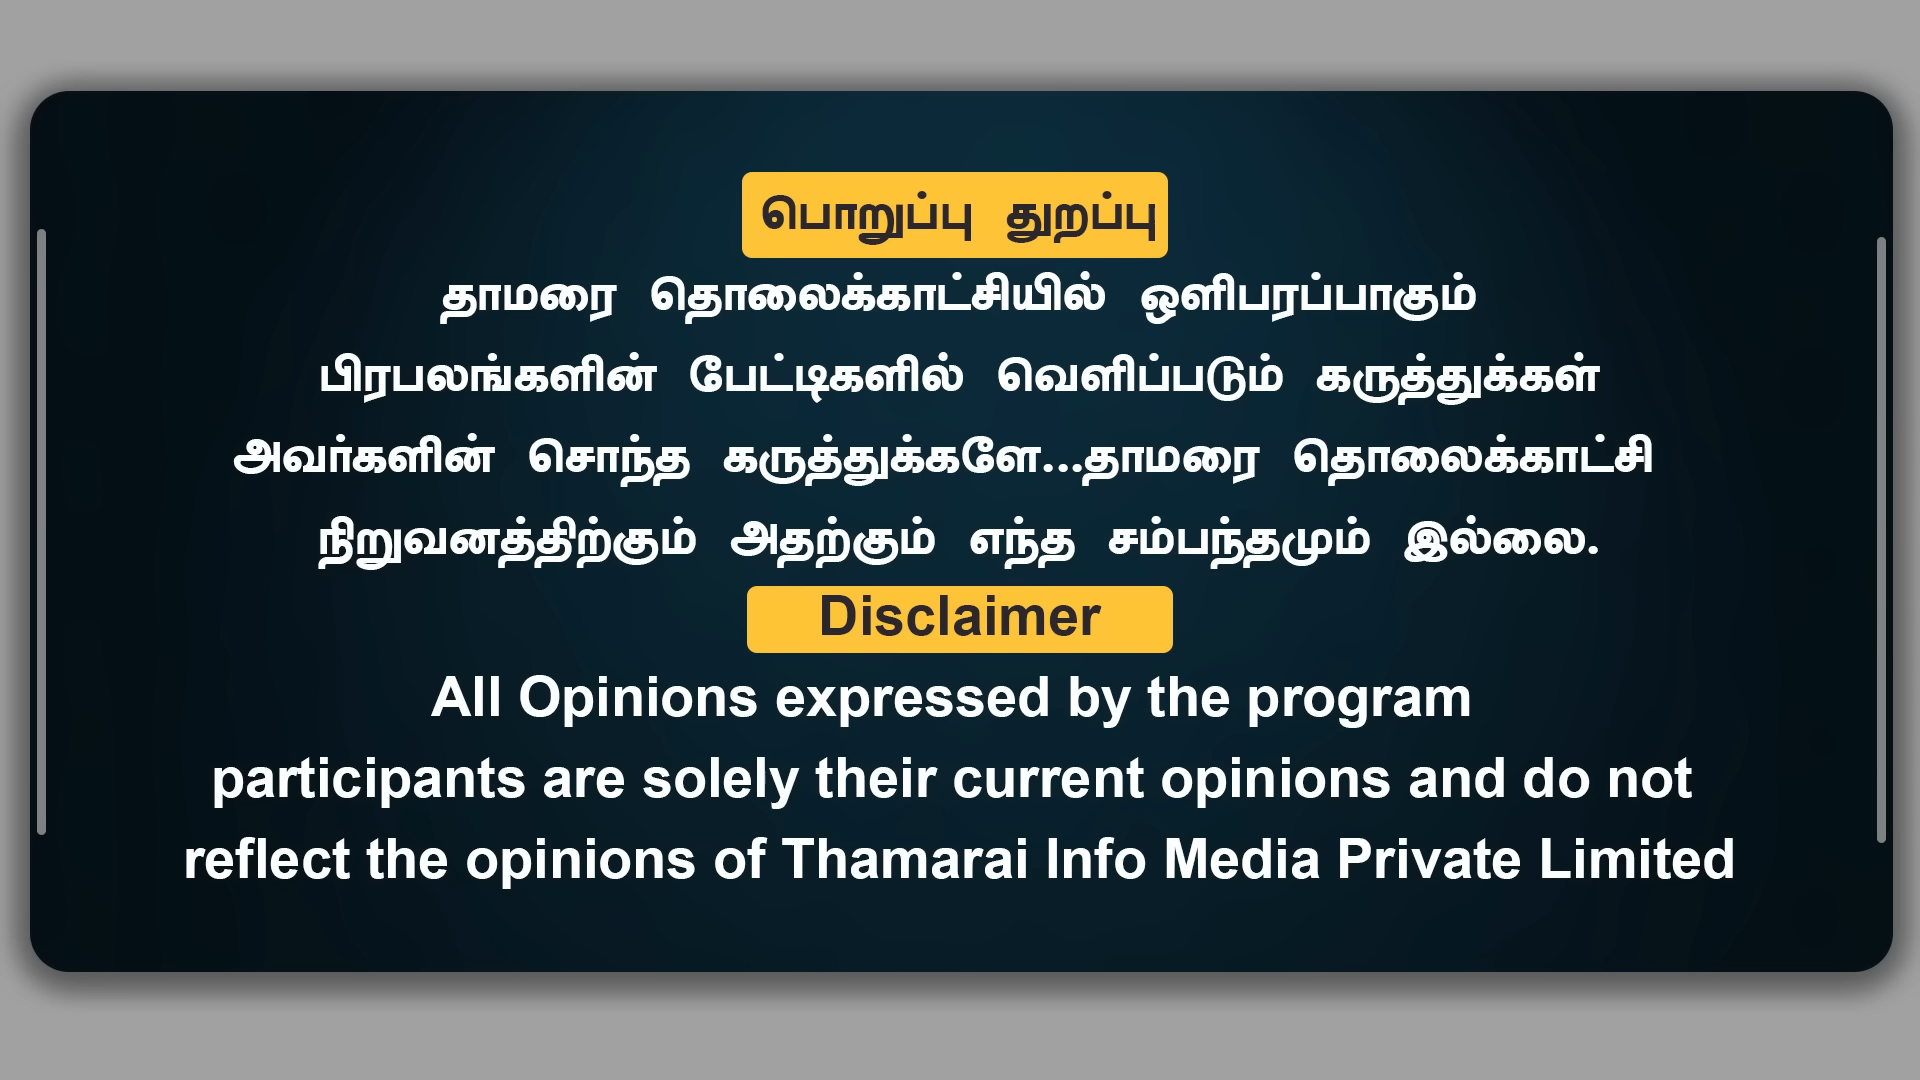 பொறுப்பு துறப்பு
தாமரை தொலைக்காட்சியில் ஒளிபரப்பாகும்
பிரபலங்களின் பேட்டிகளில் வெளிப்படும் கருத்துக்கள்
அவர்களின் சொந்த கருத்துக்களே...தாமரை தொலைக்காட்சி
நிறுவனத்திற்கும் அதற்கும் எந்த சம்பந்தமும் இல்லை.
Disclaimer
All Opinions expressed by the program
participants are solely their current opinions and do not
reflect the opinions of Thamarai Info Media Private Limited